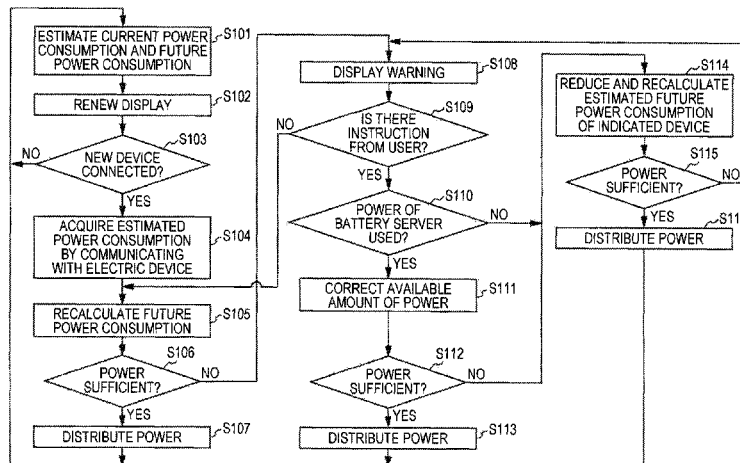 ESTIMATE CURRENT POWER
CONSUMPTION AND FUTURE
POWER CONSUMPTION
S101
RENEW DISPLAY
S102
NEW DEVICE
CONNECTED?
S103
NO
YES
ACQUIRE ESTIMATED
POWER CONSUMPTION
BY COMMUNICATING
WITH ELECTRIC DEVICE
S104
RECALCULATE FUTURE
POWER CONSUMPTION
S105
POWER
SUFFICIENT?
S106
NO
YES
DISTRIBUTE POWER
S107
DISPLAY WARNING
S108
IS THERE
INSTRUCTION
FROM USER?
S109
NO
YES
POWER OF
BATTERY SERVER
USED?
S110
NO
YES
CORRECT AVAILABLE
AMOUNT OF POWER
S111
POWER
SUFFICIENT?
S112
NO
YES
DISTRIBUTE POWER
S113
REDUCE AND RECALCULATE
ESTIMATED FUTURE
POWER CONSUMPTION
OF INDICATED DEVICE
S114
POWER
SUFFICIENT?
S115
NO
YES
DISTRIBUTE POWER